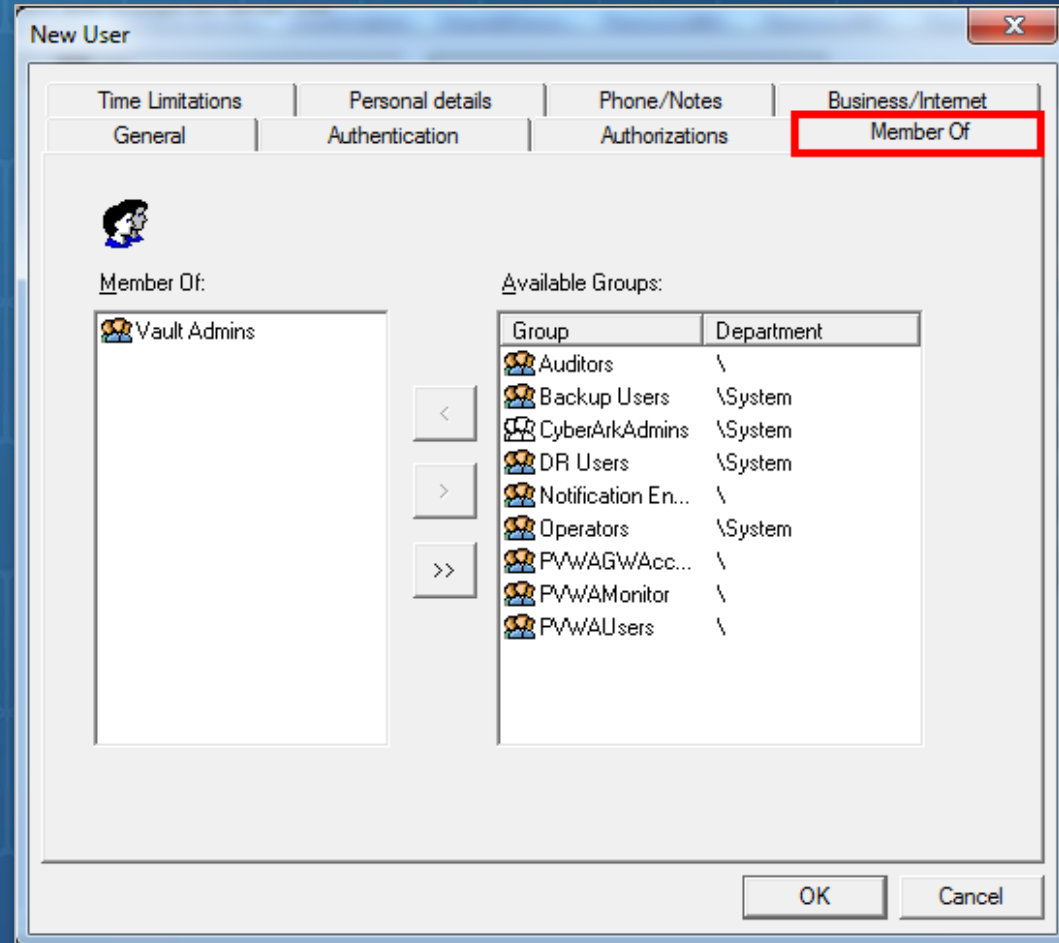 New User
Time Limitations Personal details Phone/Notes Business/Internet
General Authentication Authorizations Member Of
Member Of: Available Groups:
Vault Admins
Group Department
Auditors \
Backup Users \System
CyberArkAdmins \System
DR Users \System
Notification En... \
Operators \System
PVWAGWAcc... \
PVWAMonitor \
PVWAUsers \
<
>
>>
OK Cancel